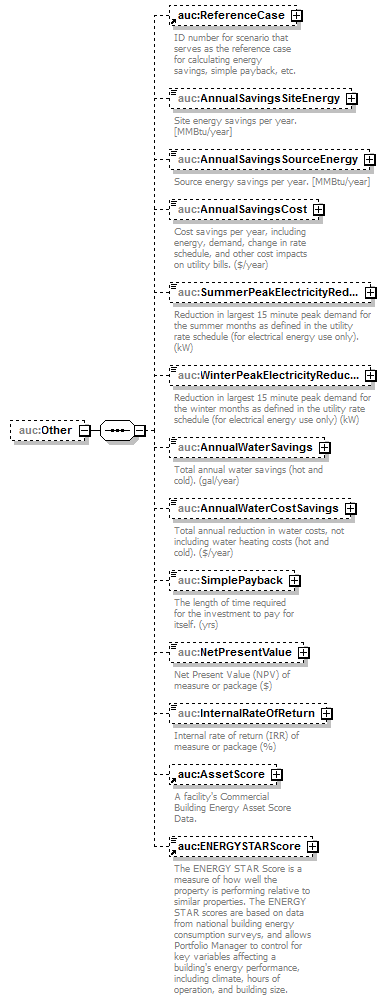 auc:ReferenceCase
ID number for scenario that
serves as the reference case
for calculating energy
savings, simple payback, etc.
auc:AnnualSavingsSiteEnergy
Site energy savings per year.
[MMBtu/year]
auc:AnnualSavingsSourceEnergy
Source energy savings per year. [MMBtu/year]
auc:AnnualSavingsCost
Cost savings per year, including
energy, demand, change in rate
schedule, and other cost impacts
on utility bills. ($/year)
auc:SummerPeakElectricityRed...
Reduction in largest 15 minute peak demand for
the summer months as defined in the utility
rate schedule (for electrical energy use only).
(kW)
auc:WinterPeakElectricityReduc...
Reduction in largest 15 minute peak demand for
the winter months as defined in the utility rate
schedule (for electrical energy use only) (kW)
auc:Other
auc:AnnualWaterSavings
Total annual water savings (hot and
cold). (gal/year)
auc:AnnualWaterCostSavings
Total annual reduction in water costs, not
including water heating costs (hot and
cold). ($/year)
auc:SimplePayback
The length of time required
for the investment to pay for
itself. (yrs)
auc:NetPresentValue
Net Present Value (NPV) of
measure or package ($)
auc:InternalRateOfReturn
Internal rate of return (IRR) of
measure or package (%)
auc:AssetScore
A facility's Commercial
Building Energy Asset Score
Data.
auc:ENERGYSTARScore
The ENERGY STAR Score is a
measure of how well the
property is performing relative to
similar properties. The ENERGY
STAR scores are based on data
from national building energy
consumption surveys, and allows
Portfolio Manager to control for
key variables affecting a
building's energy performance,
including climate, hours of
operation, and building size.